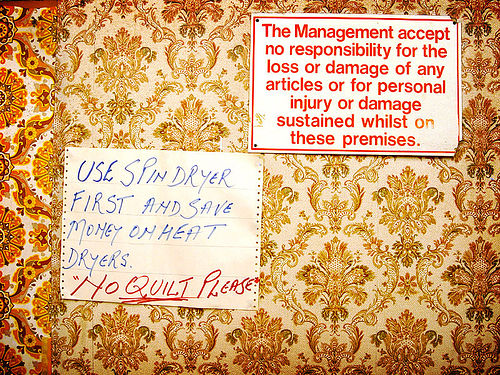 The Management accept
no responsibility for the
loss or damage of any
articles or for personal
injury or damage
sustained whilst on
these premises.
USE SPIN DRYER
FIRST AND SAVE
MONEY ON HEAT
DRYERS.
"NO QUILT PLEASE"